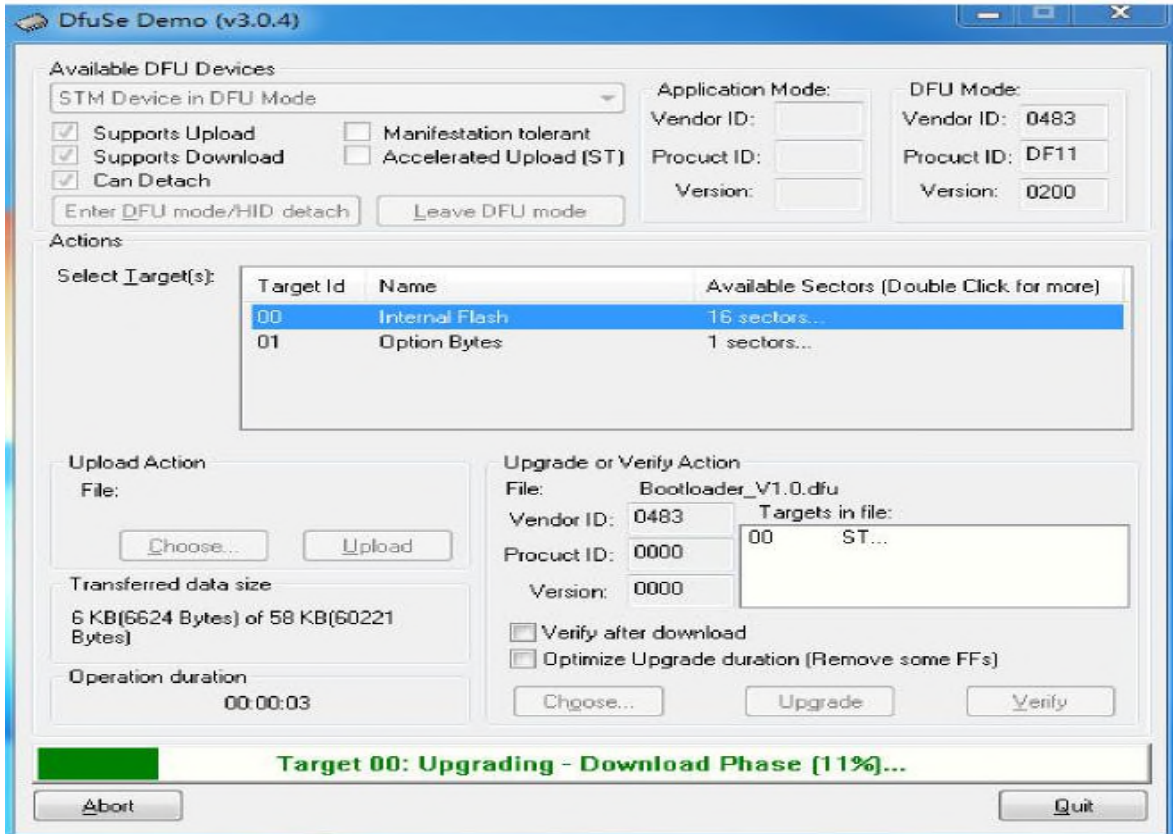 DfuSe Demo (v3.0.4)
Available DFU Devices
STM Device in DFU Mode
Supports Upload
Manifestation tolerant
Supports Download
Accelerated Upload (ST)
Can Detach
Enter DFU mode/HID detach
Leave DFU mode
Application Mode:
Vendor ID:
Procuct ID:
Version:
DFU Mode:
Vendor ID: 0483
Procuct ID: DF11
Version: 0200
Actions
Select Target(s):
Target Id Name Available Sectors (Double Click for more)
00 Internal Flash 16 sectors...
01 Option Bytes 1 sectors...
Upload Action
File:
Choose... Upload
Transferred data size
6 KB(6624 Bytes) of 58 KB(60221
Bytes)
Operation duration
00:00:03
Upgrade or Verify Action
File: Bootloader_V1.0.dfu
Vendor ID: 0483
Procuct ID: 0000
Version: 0000
Targets in file:
00 ST...
Verify after download
Optimize Upgrade duration (Remove some FFs)
Choose... Upgrade Verify
Target 00: Upgrading - Download Phase (11%)...
Abort Quit